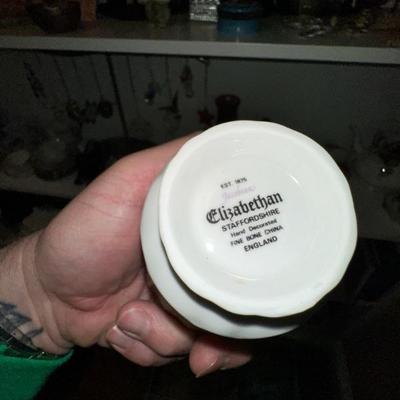 EST. 1875
Elizabethan
STAFFORDSHIRE
Hand Decorated
FINE BONE CHINA
ENGLAND